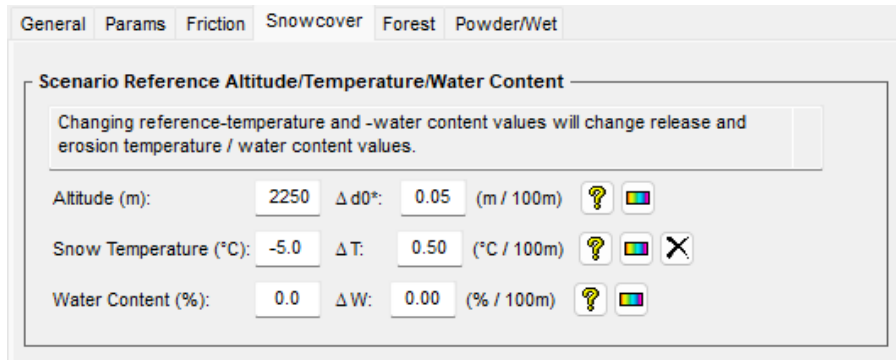 General Params Friction Snowcover Forest Powder/Wet
Scenario Reference Altitude/Temperature/Water Content
Changing reference-temperature and -water content values will change release and
erosion temperature / water content values.
Altitude (m): 2250 Δ d0*: 0.05 (m / 100m) ?
Snow Temperature (°C): -5.0 Δ T: 0.50 (°C / 100m) ?
Water Content (%): 0.0 Δ W: 0.00 (% / 100m) ?